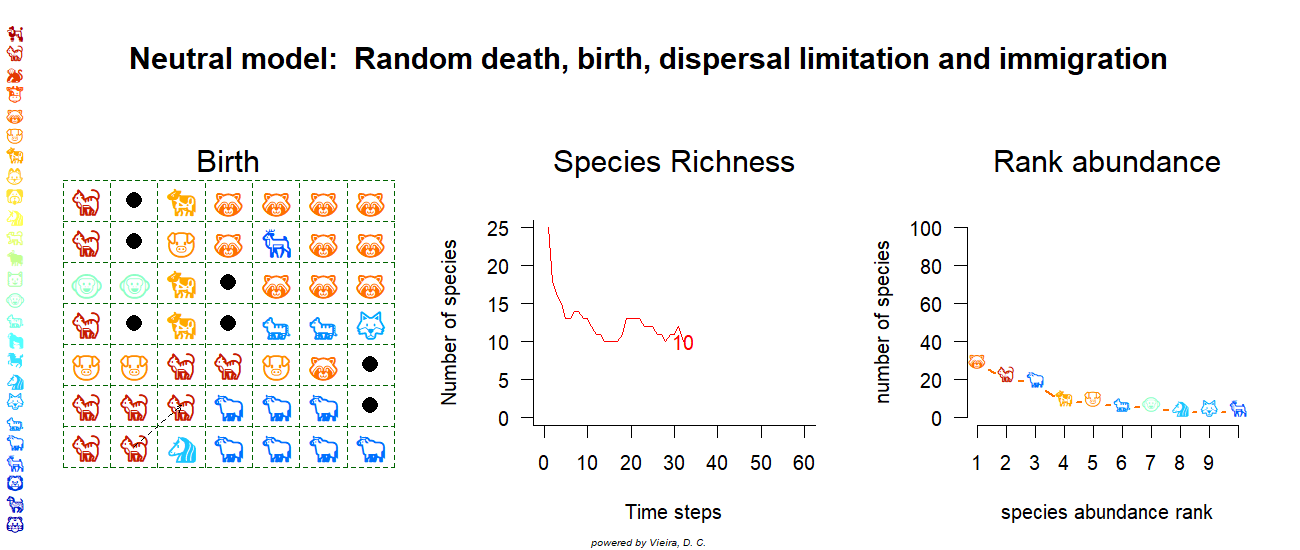 Neutral model:  Random death, birth, dispersal limitation and immigration
Birth
Species Richness
Number of species
25
20
15
10
5
0
10
0 10 20 30 40 50 60
Time steps
Rank abundance
number of species
100
80
60
40
20
0
1 2 3 4 5 6 7 8 9
species abundance rank
powered by Vieira, D. C.